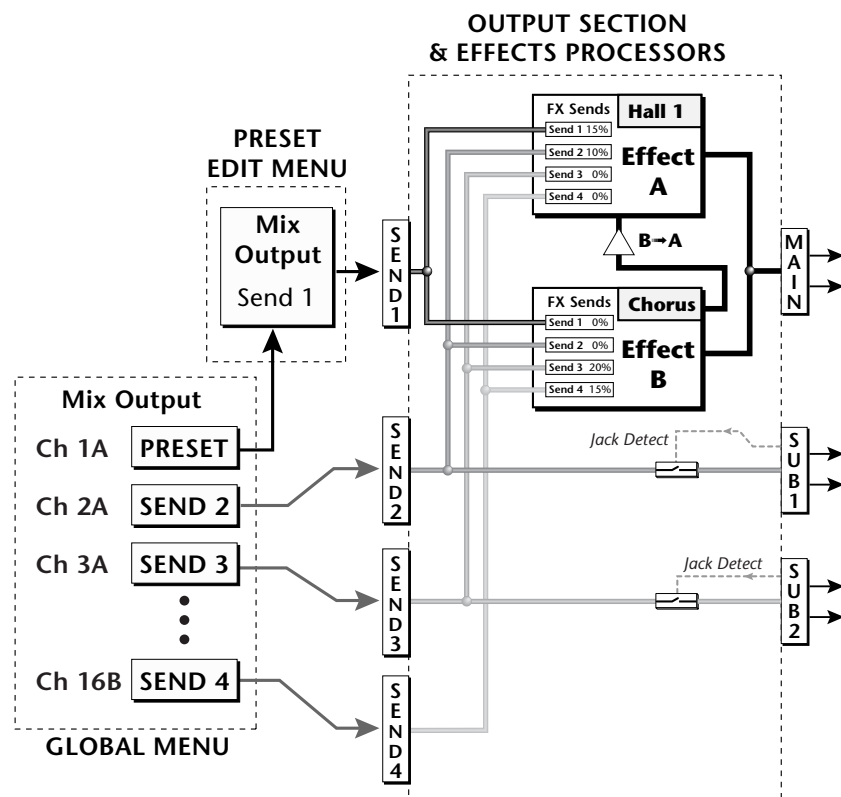 OUTPUT SECTION
& EFFECTS PROCESSORS
PRESET
EDIT MENU
Mix
Output
Send 1
SEND1
FX Sends
Hall 1
Send 1 15%
Send 2 10%
Send 3 0%
Send 4 0%
Effect
A
B→A
MAIN
FX Sends
Chorus
Send 1 0%
Send 2 0%
Send 3 20%
Send 4 15%
Effect
B
Mix Output
Ch 1A PRESET
Ch 2A SEND 2
Ch 3A SEND 3
Ch 16B SEND 4
GLOBAL MENU
SEND2
Jack Detect
SUB1
SEND3
Jack Detect
SUB2
SEND4